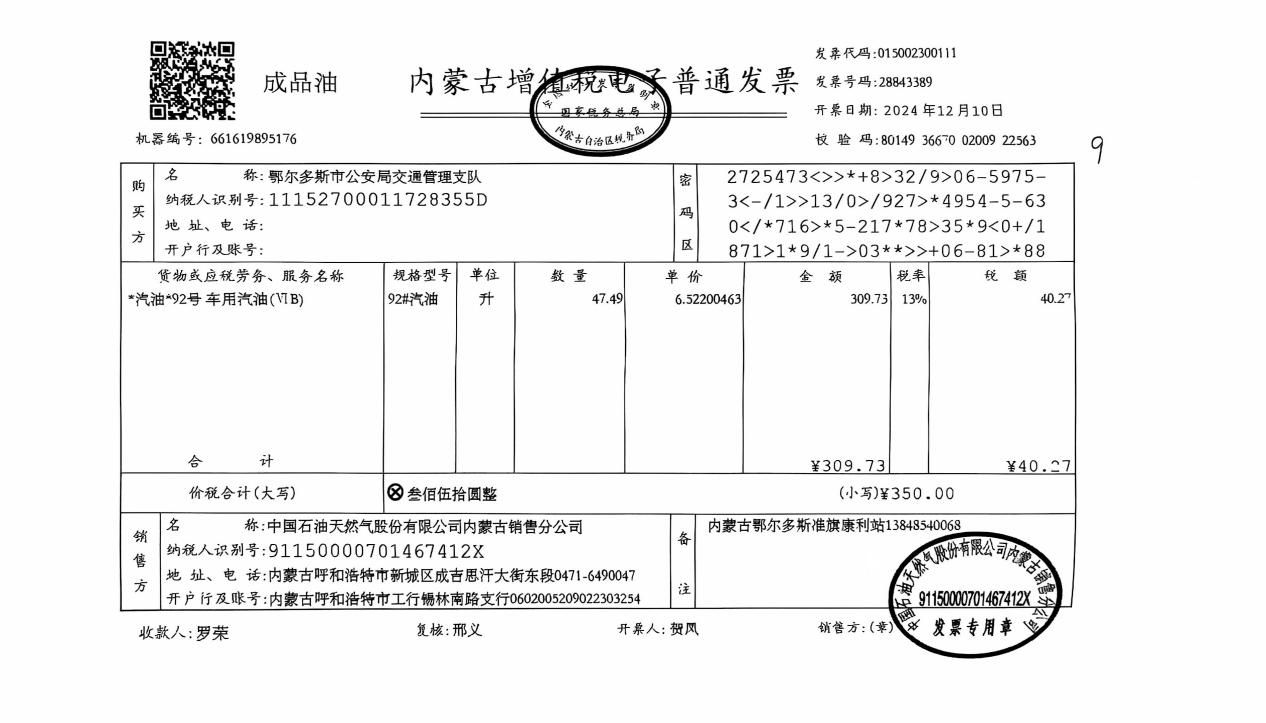 成品油
内蒙古增值税电子普通发票
国家税务总局
内蒙古自治区税务局
发票代码:015002300111
发票号码:28843389
开票日期: 2024 年12月10日
机器编号: 661619895176
校 验 码:80149 36670 02009 22563
9
购买方
名 称:鄂尔多斯市公安局交通管理支队
纳税人识别号:11152700011728355D
地 址、电 话:
开户行及账号:
密码区
2725473<>>*+8>32/9>06-5975-
3<-/1>>13/0>/927>*4954-5-63
0</*716>*5-217*78>35*9<0+/1
871>1*9/1->03**>>+06-81>*88
货物或应税劳务、服务名称 规格型号 单位 数 量 单 价 金 额 税率 税 额
*汽油*92号 车用汽油(ⅥB) 92#汽油 升 47.49 6.52200463 309.73 13% 40.27
合 计 ¥309.73 ¥40.27
价税合计(大写) ⊗叁佰伍拾圆整 (小写)¥350.00
销售方
名 称:中国石油天然气股份有限公司内蒙古销售分公司
纳税人识别号:91150000701467412X
地 址、电 话:内蒙古呼和浩特市新城区成吉思汗大街东段0471-6490047
开户行及账号:内蒙古呼和浩特市工行锡林南路支行0602005209022303254
备注
内蒙古鄂尔多斯准旗康利站13848540068
中国石油天然气股份有限公司内蒙古销售分公司
91150000701467412X
发票专用章
收款人:罗荣 复核:邢义 开票人:贺凤 销售方:(章)